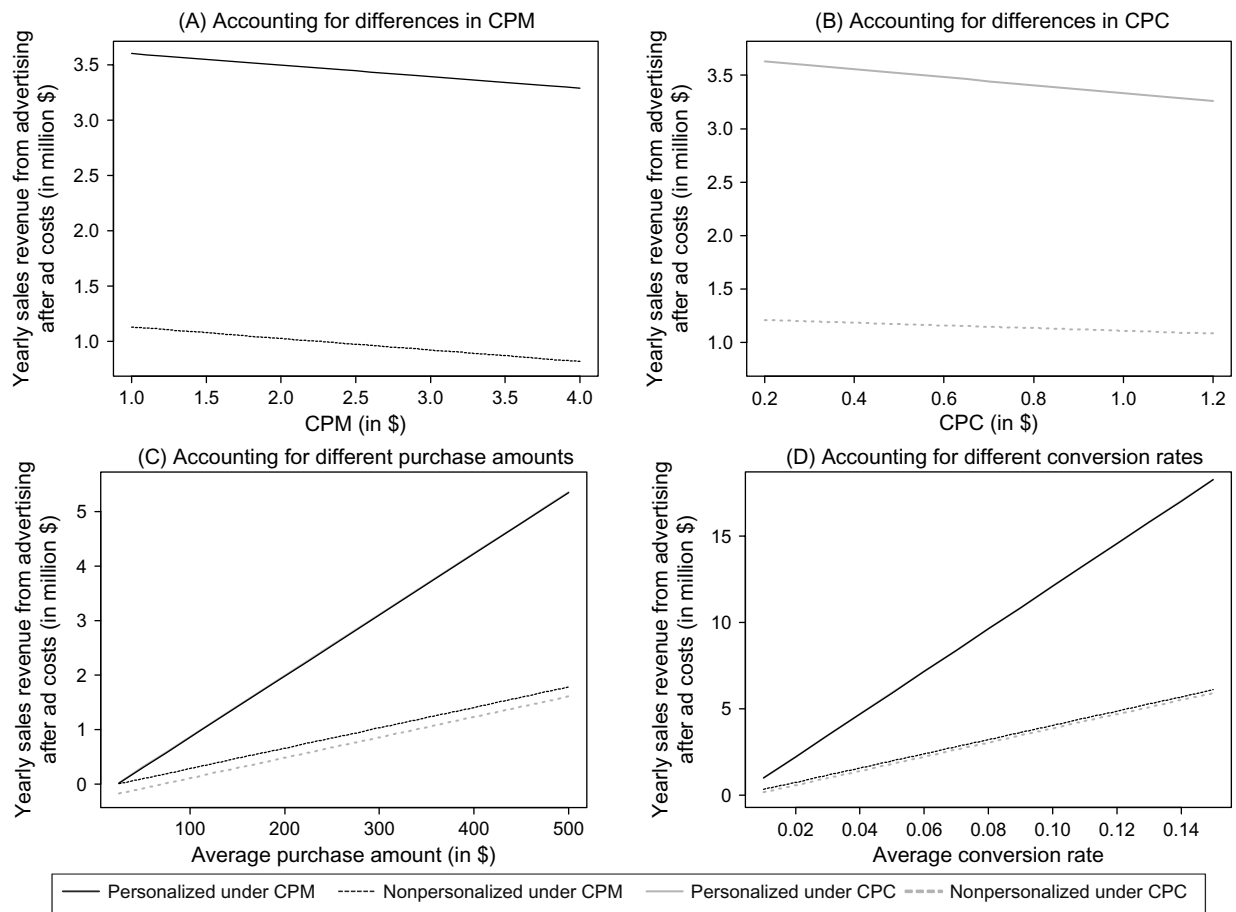 (A) Accounting for differences in CPM
Yearly sales revenue from advertising
after ad costs (in million $)
3.5
3.0
2.5
2.0
1.5
1.0
1.0 1.5 2.0 2.5 3.0 3.5 4.0
CPM (in $)
(B) Accounting for differences in CPC
Yearly sales revenue from advertising
after ad costs (in million $)
3.5
3.0
2.5
2.0
1.5
1.0
0.2 0.4 0.6 0.8 1.0 1.2
CPC (in $)
(C) Accounting for different purchase amounts
Yearly sales revenue from advertising
after ad costs (in million $)
5
4
3
2
1
0
100 200 300 400 500
Average purchase amount (in $)
(D) Accounting for different conversion rates
Yearly sales revenue from advertising
after ad costs (in million $)
15
10
5
0
0.02 0.04 0.06 0.08 0.10 0.12 0.14
Average conversion rate
Personalized under CPM Nonpersonalized under CPM Personalized under CPC Nonpersonalized under CPC